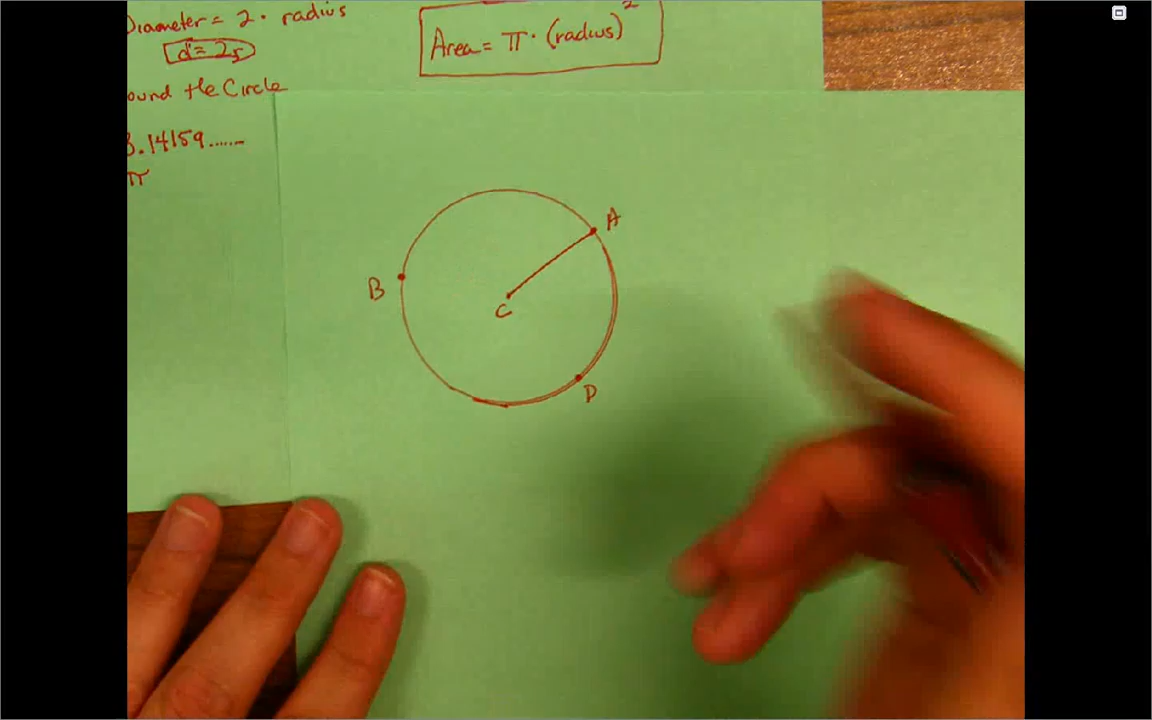 Diameter = 2 · radius
d = 2r
ound the Circle
3.14159......
π
Area = π · (radius)²
A
B
C
D